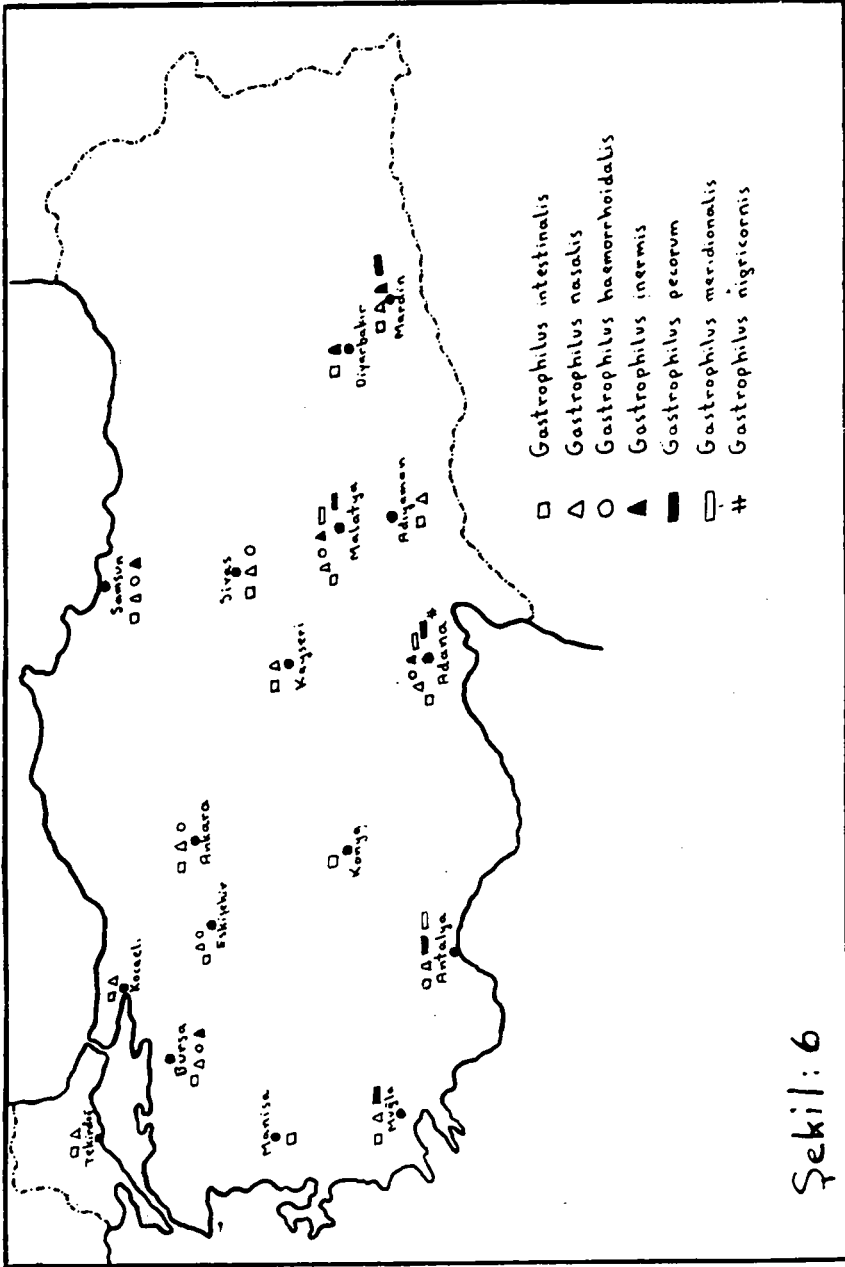 Tekirdağ
Kocaeli
Bursa
Eskişehir
Ankara
Samsun
Sivas
Kayseri
Manisa
Muğla
Konya
Antalya
Adana
Malatya
Adıyaman
Diyarbakır
Mardin
□ Gastrophilus intestinalis
△ Gastrophilus nasalis
○ Gastrophilus haemorrhoidalis
▲ Gastrophilus inermis
▬ Gastrophilus pecorum
▭ Gastrophilus meridionalis
# Gastrophilus nigricornis
Şekil: 6